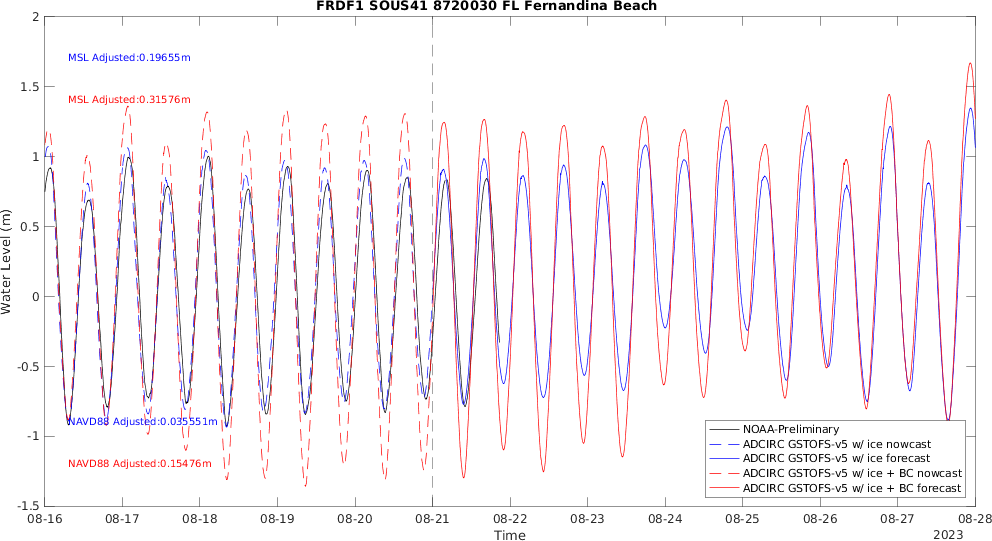 FRDF1 SOUS41 8720030 FL Fernandina Beach
2
1.5
1
0.5
0
-0.5
-1
-1.5
Water Level (m)
MSL Adjusted:0.19655m
MSL Adjusted:0.31576m
NAVD88 Adjusted:0.035551m
NAVD88 Adjusted:0.15476m
NOAA-Preliminary
ADCIRC GSTOFS-v5 w/ ice nowcast
ADCIRC GSTOFS-v5 w/ ice forecast
ADCIRC GSTOFS-v5 w/ ice + BC nowcast
ADCIRC GSTOFS-v5 w/ ice + BC forecast
08-16 08-17 08-18 08-19 08-20 08-21 08-22 08-23 08-24 08-25 08-26 08-27 08-28
Time
2023